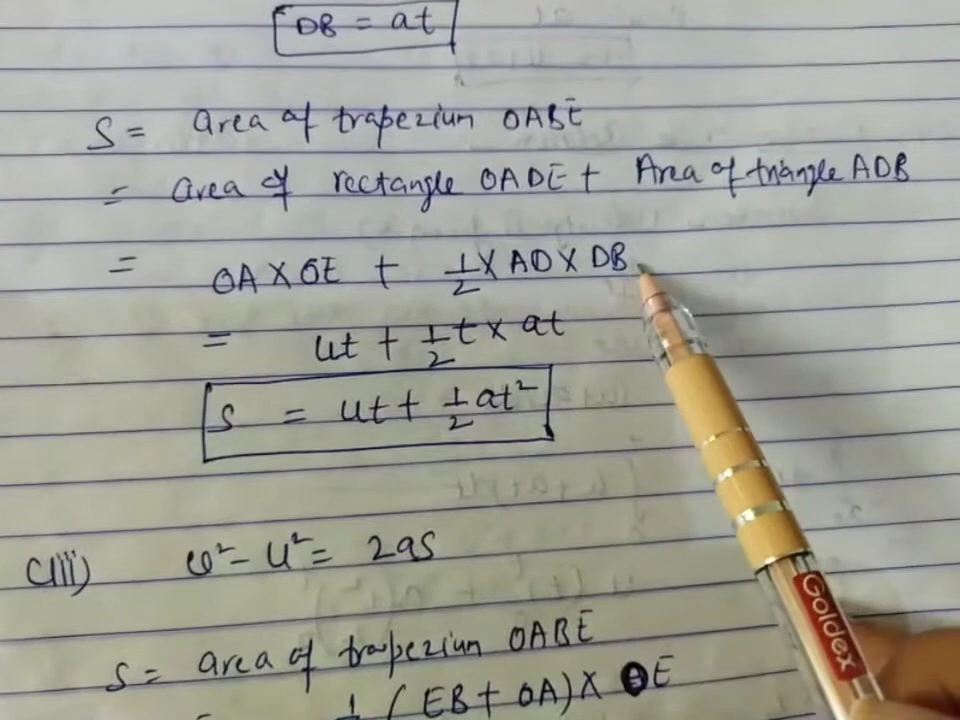 DB = at
S = area of trapezium OABE
= area of rectangle OADE + Area of triangle ADB
= OA X OE + 1/2 X AD X DB
= ut + 1/2 t x at
S = ut + 1/2 at²
(iii) v² - u² = 2as
S = area of trapezium OABE
= 1/2 (EB + OA) X OE
Goldex